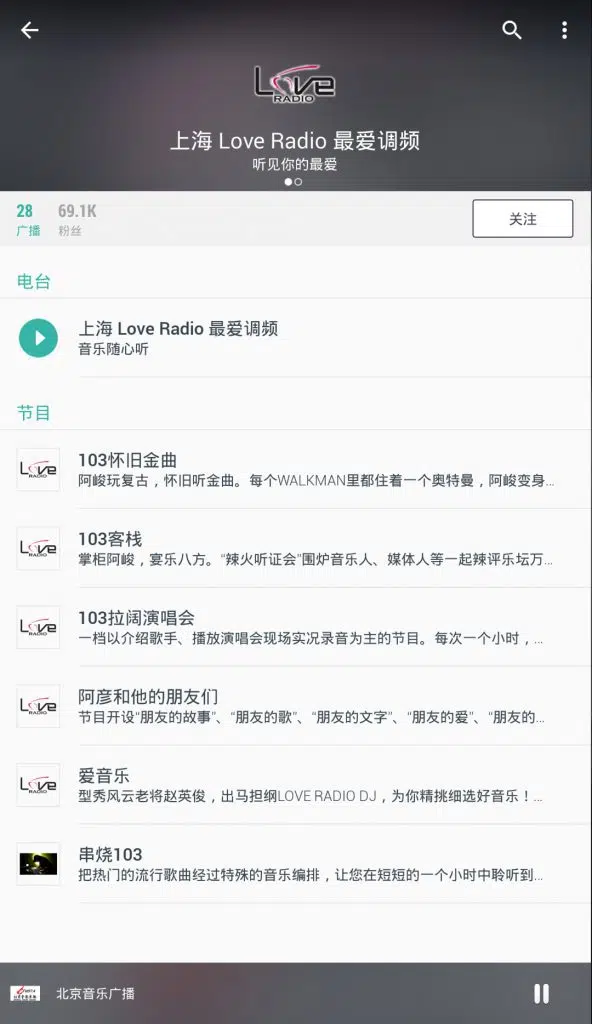 Love
RADIO
上海 Love Radio 最爱调频
听见你的最爱
28
69.1K
广播
粉丝
关注
电台
上海 Love Radio 最爱调频
音乐随心听
节目
Love
RADIO
103怀旧金曲
阿峻玩复古，怀旧听金曲。每个WALKMAN里都住着一个奥特曼，阿峻变身...
Love
RADIO
103客栈
掌柜阿峻，宴乐八方。“辣火听证会”围炉音乐人、媒体人等一起辣评乐坛万...
Love
RADIO
103拉阔演唱会
一档以介绍歌手、播放演唱会现场实况录音为主的节目。每次一个小时，...
Love
RADIO
阿彦和他的朋友们
节目开设“朋友的故事”、“朋友的歌”、“朋友的文字”、“朋友的爱”、“朋友的...
Love
RADIO
爱音乐
型秀风云老将赵英俊，出马担纲LOVE RADIO DJ，为你精挑细选好音乐！...
串烧103
把热门的流行歌曲经过特殊的音乐编排，让您在短短的一个小时中聆听到...
北京音乐广播